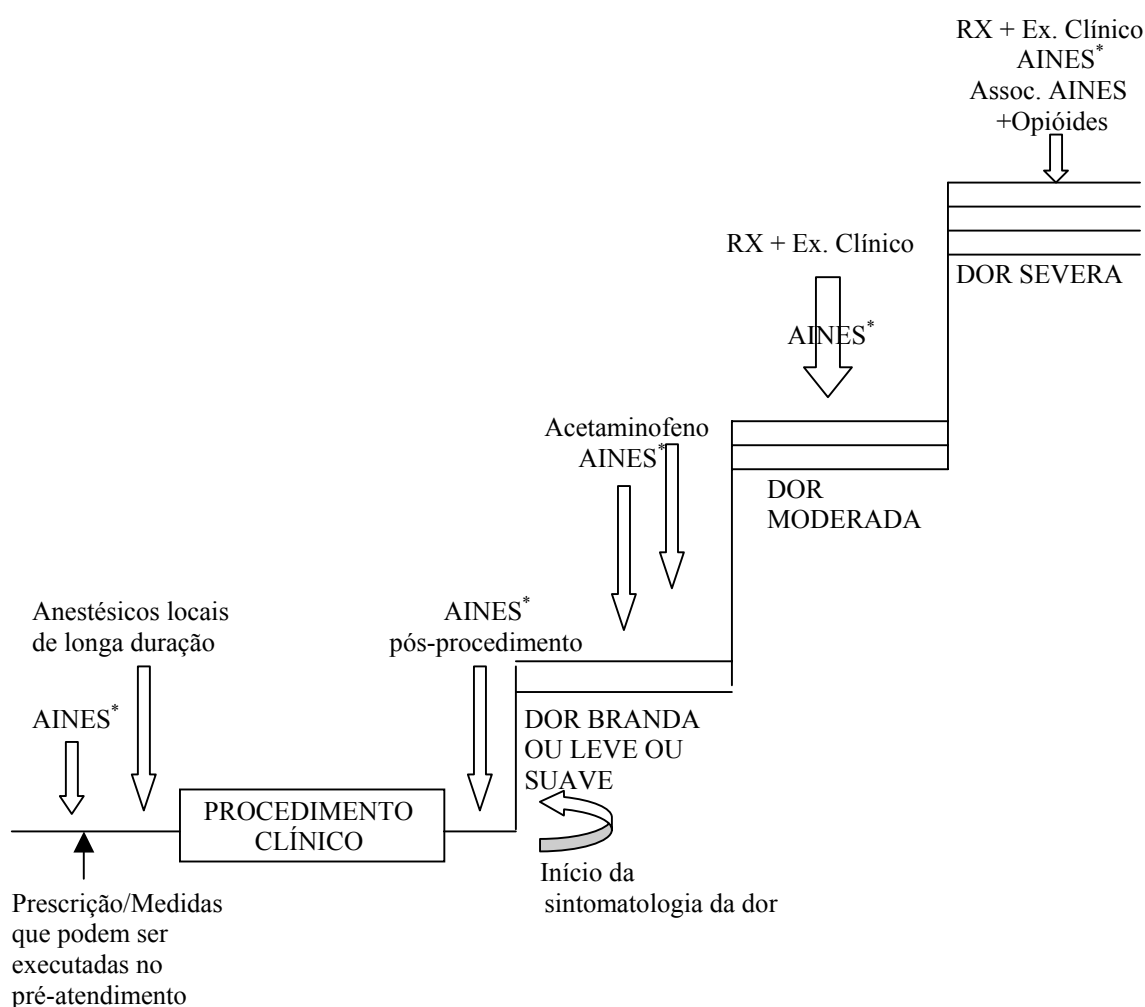 RX + Ex. Clínico
AINES*
Assoc. AINES
+Opióides
DOR SEVERA
RX + Ex. Clínico
AINES*
DOR
MODERADA
Acetaminofeno
AINES*
DOR BRANDA
OU LEVE OU
SUAVE
Anestésicos locais
de longa duração
AINES*
AINES*
pós-procedimento
PROCEDIMENTO
CLÍNICO
Início da
sintomatologia da dor
Prescrição/Medidas
que podem ser
executadas no
pré-atendimento